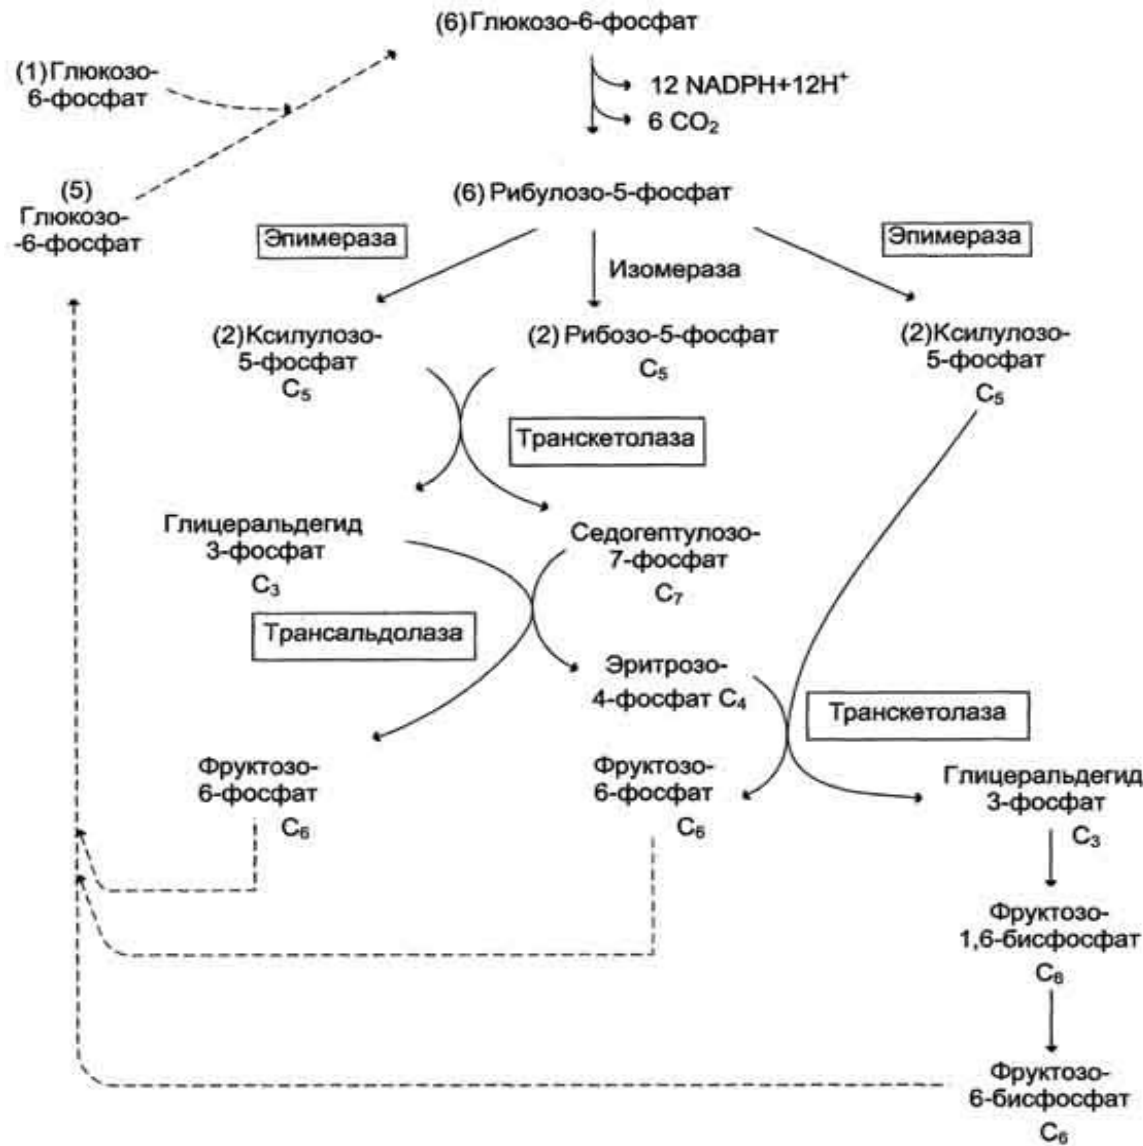 (6) Глюкозо-6-фосфат
(1) Глюкозо-
6-фосфат
12 NADPH+12H⁺
6 CO₂
(5)
Глюкозо-
-6-фосфат
(6) Рибулозо-5-фосфат
Эпимераза
Изомераза
Эпимераза
(2) Ксилулозо-
5-фосфат
C₅
(2) Рибозо-5-фосфат
C₅
(2) Ксилулозо-
5-фосфат
C₅
Транскетолаза
Глицеральдегид
3-фосфат
C₃
Седогептулозо-
7-фосфат
C₇
Трансальдолаза
Эритрозо-
4-фосфат C₄
Транскетолаза
Фруктозо-
6-фосфат
C₆
Фруктозо-
6-фосфат
C₆
Глицеральдегид
3-фосфат
C₃
Фруктозо-
1,6-бисфосфат
C₆
Фруктозо-
6-бисфосфат
C₆